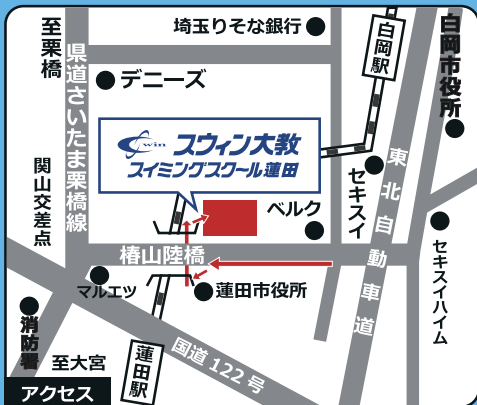 至栗橋
埼玉りそな銀行
白岡駅
白岡市役所
県道さいたま栗橋線
デニーズ
win
スウィン大教
スイミングスクール蓮田
関山交差点
セキスイ
東北自動車道
ベルク
椿山陸橋
セキスイハイム
マルエツ
蓮田市役所
消防署
至大宮
蓮田駅
国道122号
アクセス